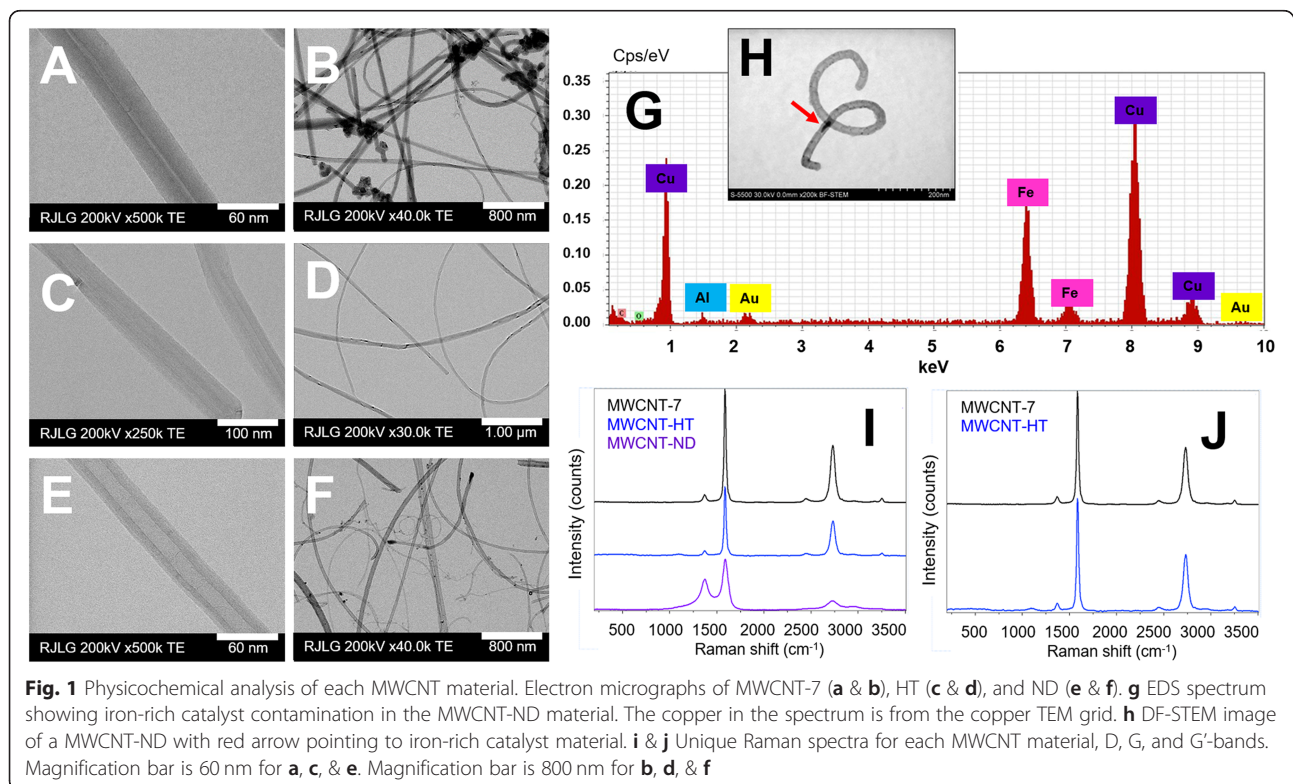 A
RJLG 200kV x500k TE 60 nm
B
RJLG 200kV x40.0k TE 800 nm
C
RJLG 200kV x250k TE 100 nm
D
RJLG 200kV x30.0k TE 1.00 µm
E
RJLG 200kV x500k TE 60 nm
F
RJLG 200kV x40.0k TE 800 nm
Cps/eV
G
0.35
0.30
0.25
0.20
0.15
0.10
0.05
0.00
C
O
Cu
Al
Au
Fe
Fe
Cu
Cu
Au
1 2 3 4 5 6 7 8 9 10
keV
H
S-5500 30.0kV 0.0mm x200k BF-STEM 200nm
MWCNT-7
MWCNT-HT
MWCNT-ND
I
Intensity (counts)
500 1000 1500 2000 2500 3000 3500
Raman shift (cm⁻¹)
MWCNT-7
MWCNT-HT
J
Intensity (counts)
500 1000 1500 2000 2500 3000 3500
Raman shift (cm⁻¹)
Fig. 1 Physicochemical analysis of each MWCNT material. Electron micrographs of MWCNT-7 (a & b), HT (c & d), and ND (e & f). g EDS spectrum
showing iron-rich catalyst contamination in the MWCNT-ND material. The copper in the spectrum is from the copper TEM grid. h DF-STEM image
of a MWCNT-ND with red arrow pointing to iron-rich catalyst material. i & j Unique Raman spectra for each MWCNT material, D, G, and G'-bands.
Magnification bar is 60 nm for a, c, & e. Magnification bar is 800 nm for b, d, & f